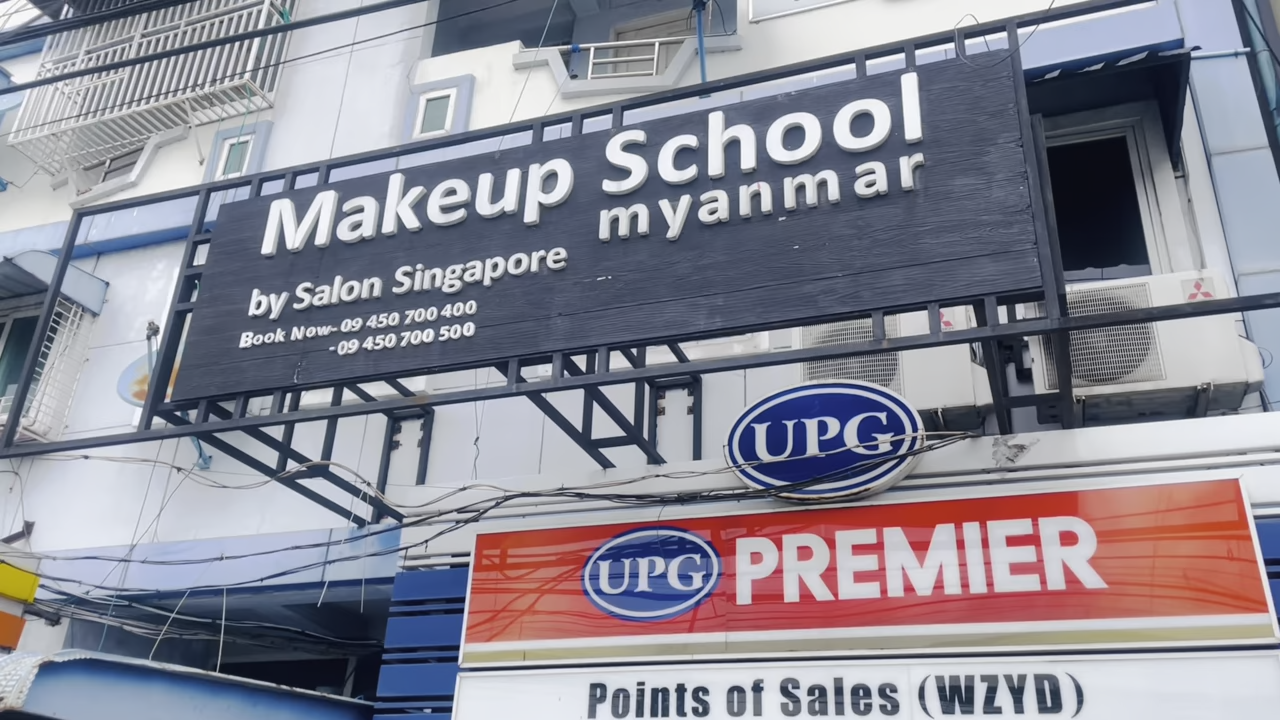 Makeup School
myanmar
by Salon Singapore
Book Now- 09 450 700 400
- 09 450 700 500
UPG
UPG PREMIER
Points of Sales (WZYD)